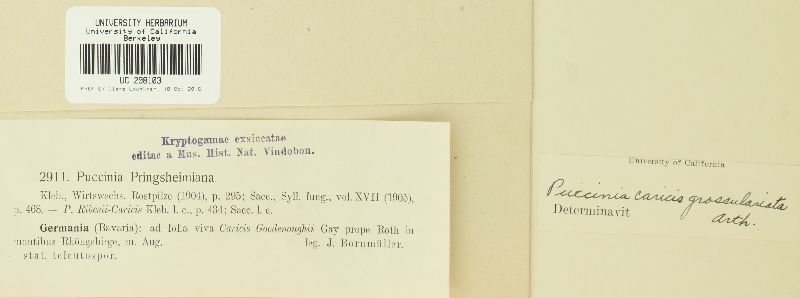 UNIVERSITY HERBARIUM
University of California
Berkeley
UC 298103
Kryptogamae exsiccatae
editae a Mus. Hist. Nat. Vindobon.
2911. Puccinia Pringsheimiana
Kleb., Wirtswechs. Rostpilze (1904), p. 295; Sacc., Syll. fung., vol. XVII (1905),
p. 468. — P. Ribesii-Caricis Kleb. l. c., p. 434; Sacc. l. c.
Germania (Bavaria): ad folia viva Caricis Goodenoughii Gay prope Roth in
montibus Rhöngebirge, m. Aug. leg. J. Bornmüller.
stat. teleutospor.
University of California
Puccinia caricis grossulariata
Arth.
Determinavit